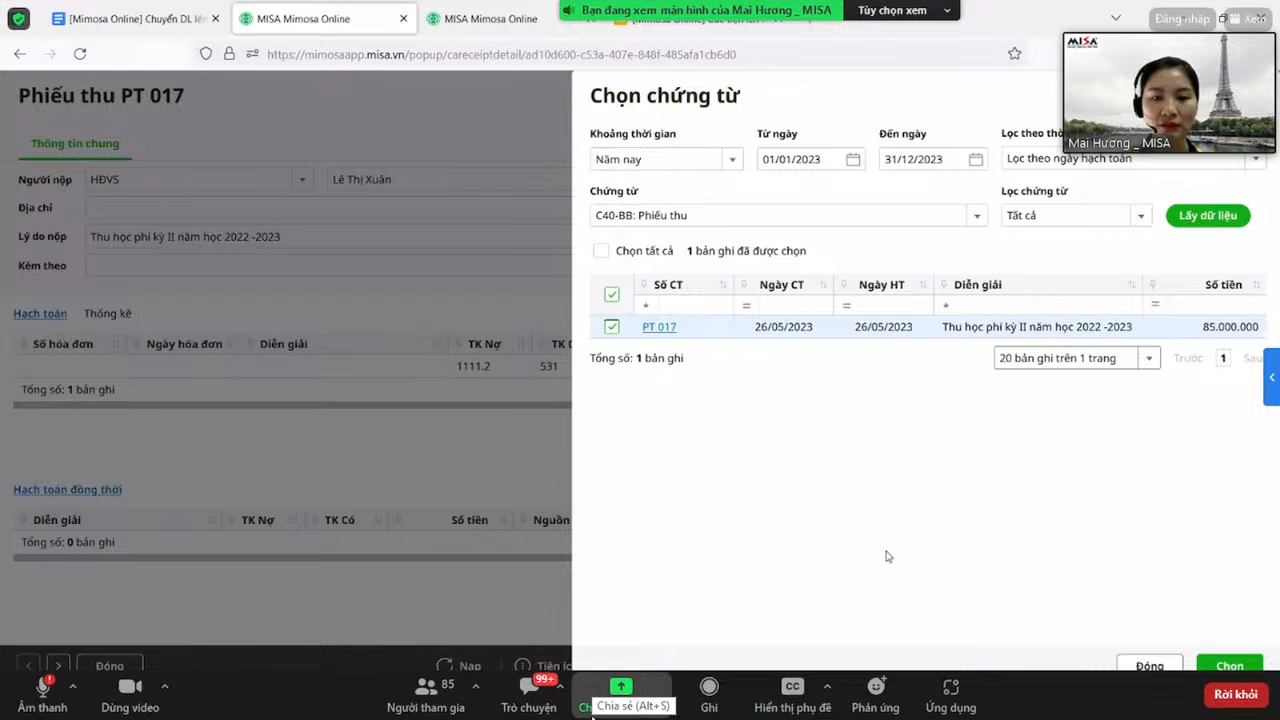 [Mimosa Online] Chuyển DL lên
MISA Mimosa Online
MISA Mimosa Online
Bạn đang xem màn hình của Mai Hương _ MISA
Tùy chọn xem
Đăng nhập
Xem
https://mimosaapp.misa.vn/popup/careceiptdetail/ad10d600-c53a-407e-848f-485afa1cb6d0
MISA
Mai Hương _ MISA
Phiếu thu PT 017
Thông tin chung
Người nộp
HĐVS
Lê Thị Xuân
Địa chỉ
Lý do nộp
Thu học phí kỳ II năm học 2022 -2023
Kèm theo
Hạch toán
Thống kê
Số hóa đơn
Ngày hóa đơn
Diễn giải
TK Nợ
TK C
1111.2
531
Tổng số: 1 bản ghi
Hạch toán đồng thời
Diễn giải
TK Nợ
TK Có
Số tiền
Nguồn
Tổng số: 0 bản ghi
Đóng
Nạp
Tiện íc
Chọn chứng từ
Khoảng thời gian
Từ ngày
Đến ngày
Lọc theo thờ
Năm nay
01/01/2023
31/12/2023
Lọc theo ngày hạch toán
Chứng từ
Lọc chứng từ
C40-BB: Phiếu thu
Tất cả
Lấy dữ liệu
Chọn tất cả
1 bản ghi đã được chọn
Số CT
Ngày CT
Ngày HT
Diễn giải
Số tiền
*
=
=
*
=
PT 017
26/05/2023
26/05/2023
Thu học phí kỳ II năm học 2022 -2023
85.000.000
Tổng số: 1 bản ghi
20 bản ghi trên 1 trang
Trước
1
Sau
Đóng
Chọn
Âm thanh
Dừng video
85
Người tham gia
99+
Trò chuyện
Ch
Chia sẻ (Alt+S)
Ghi
CC
Hiển thị phụ đề
Phản ứng
Ứng dụng
Rời khỏi